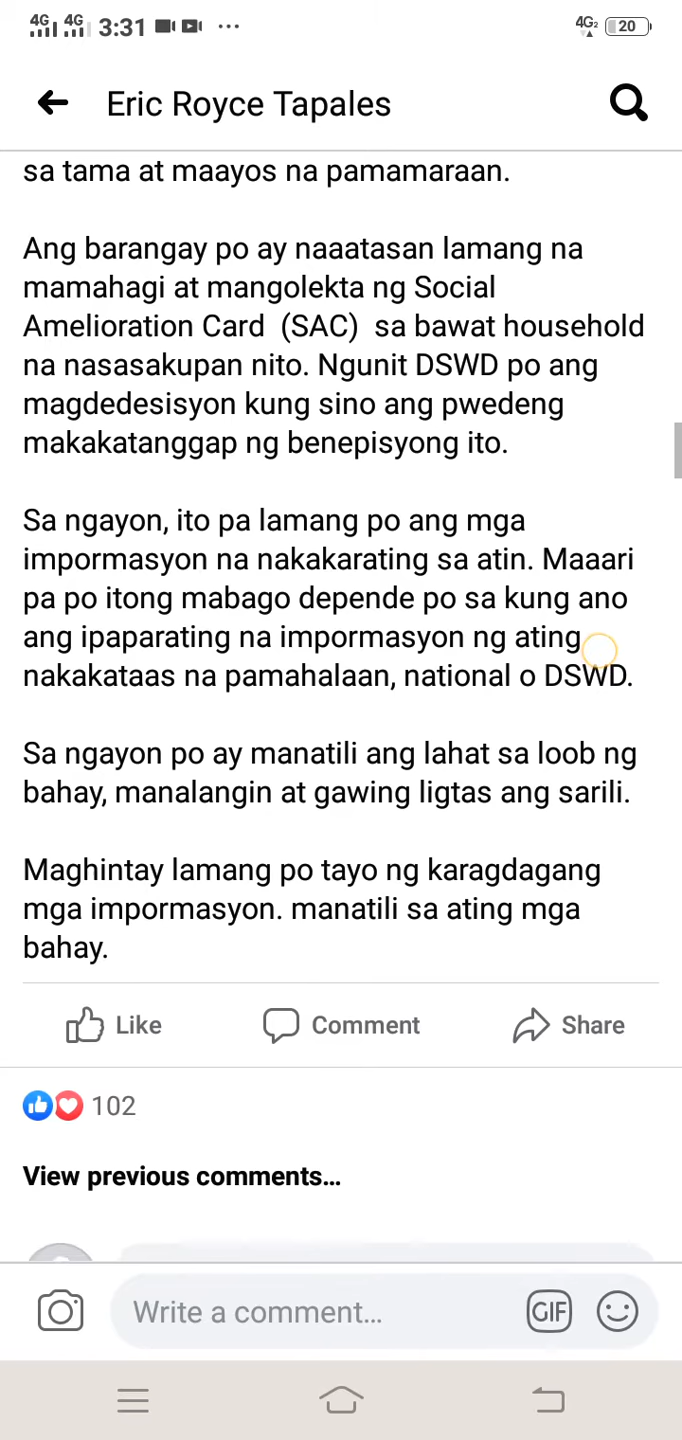 4G 4G 3:31 ... 4G2 20
Eric Royce Tapales
sa tama at maayos na pamamaraan.
Ang barangay po ay naaatasan lamang na
mamahagi at mangolekta ng Social
Amelioration Card (SAC) sa bawat household
na nasasakupan nito. Ngunit DSWD po ang
magdedesisyon kung sino ang pwedeng
makakatanggap ng benepisyong ito.
Sa ngayon, ito pa lamang po ang mga
impormasyon na nakakarating sa atin. Maaari
pa po itong mabago depende po sa kung ano
ang ipaparating na impormasyon ng ating
nakakataas na pamahalaan, national o DSWD.
Sa ngayon po ay manatili ang lahat sa loob ng
bahay, manalangin at gawing ligtas ang sarili.
Maghintay lamang po tayo ng karagdagang
mga impormasyon. manatili sa ating mga
bahay.
Like Comment Share
102
View previous comments...
Write a comment... GIF